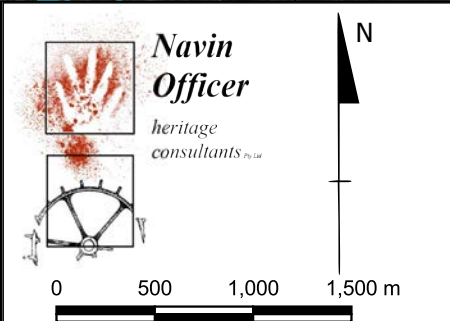 Navin
Officer
heritage
consultants Pty Ltd
N
0 500 1,000 1,500 m